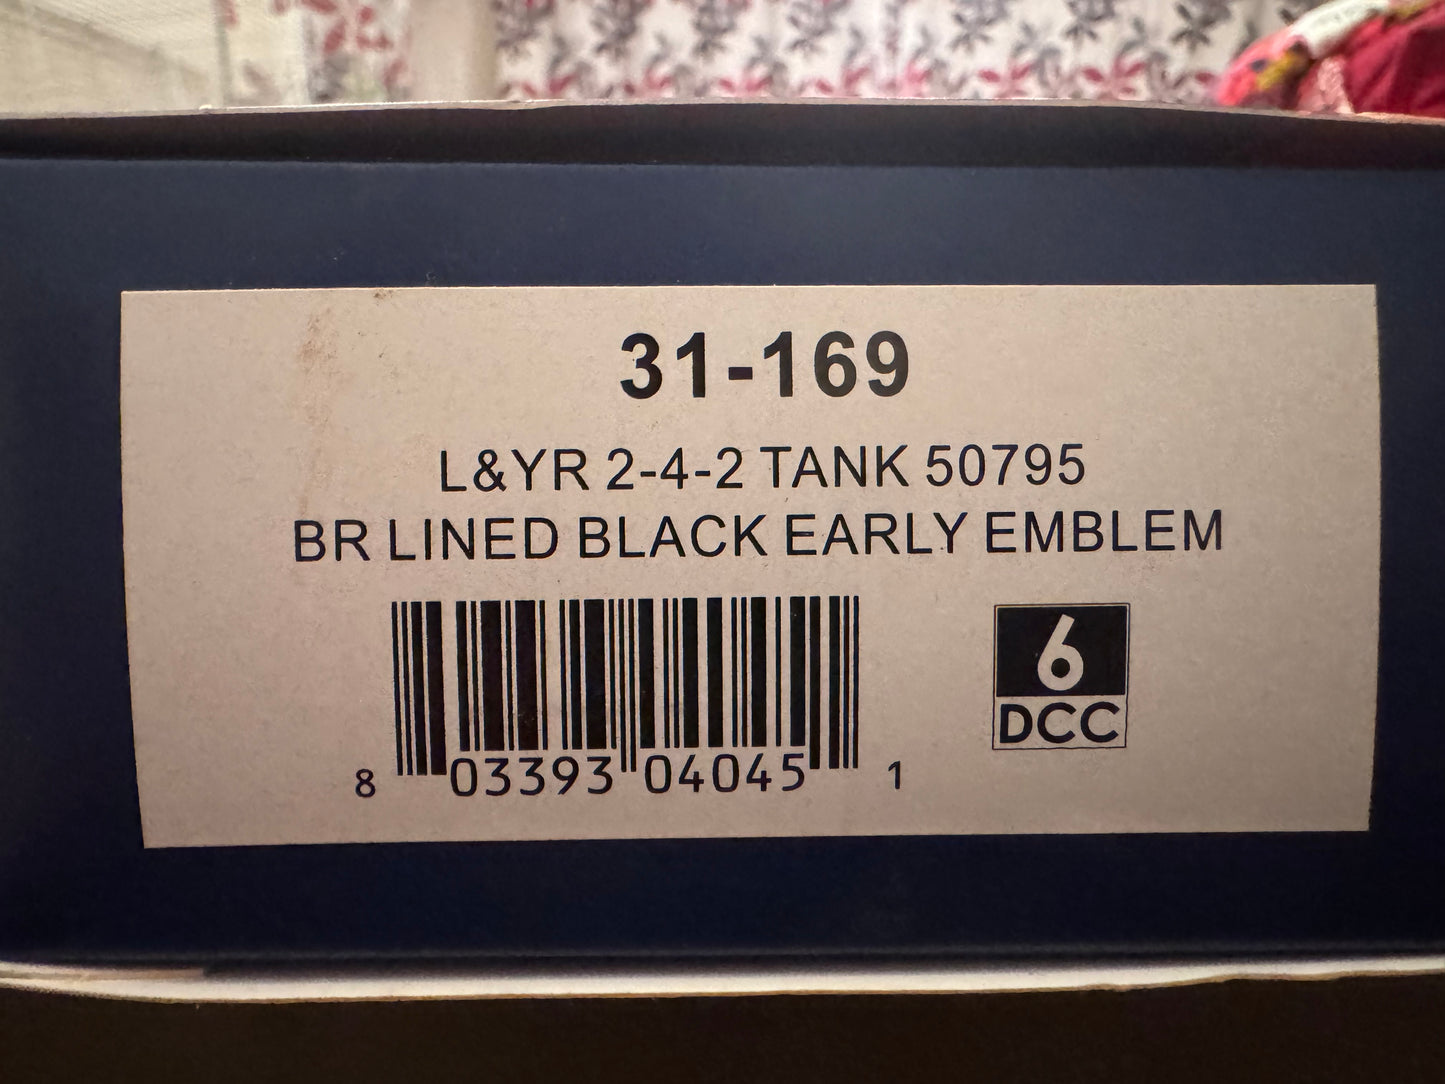 31-169
L&YR 2-4-2 TANK 50795
BR LINED BLACK EARLY EMBLEM
8 03393 04045 1
6
DCC